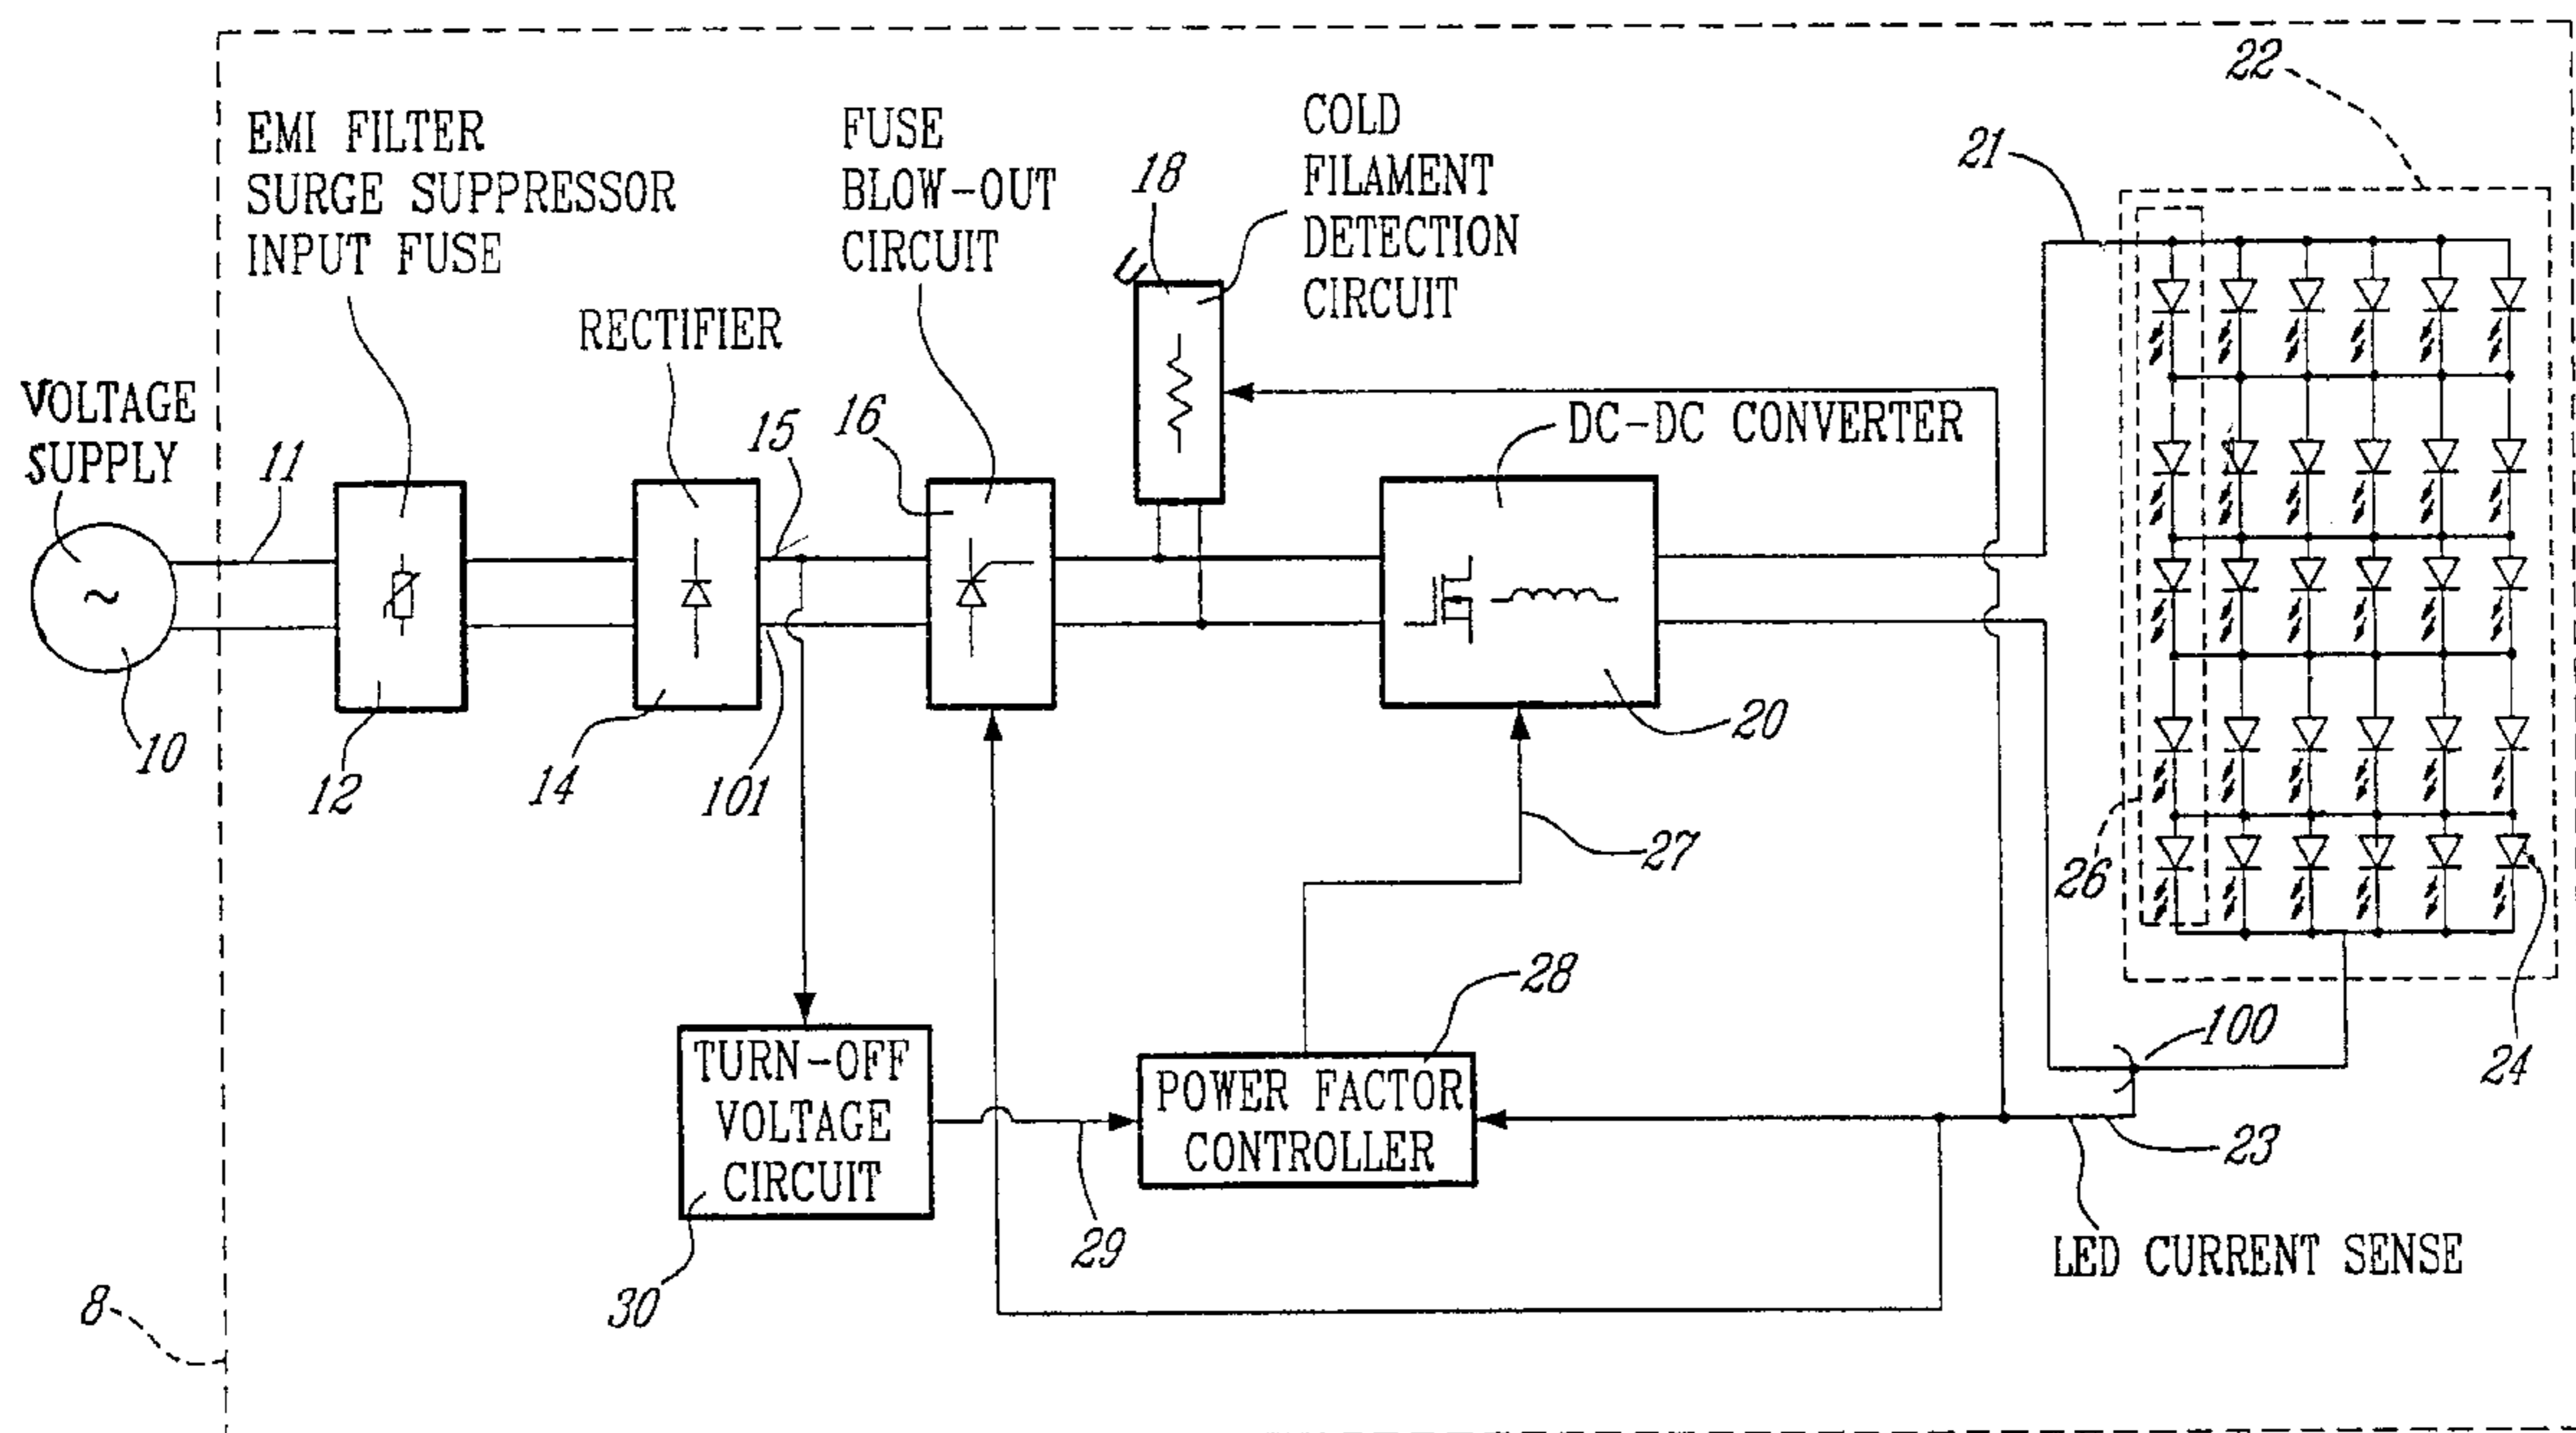 22
COLD
FILAMENT
DETECTION
CIRCUIT
EMI FILTER
SURGE SUPPRESSOR
INPUT FUSE
FUSE
BLOW-OUT
CIRCUIT
18
21
RECTIFIER
VOLTAGE
SUPPLY
11
15
16
DC-DC CONVERTER
~
10
12
14
101
20
27
26
24
28
100
TURN-OFF
VOLTAGE
CIRCUIT
30
POWER FACTOR
CONTROLLER
29
23
LED CURRENT SENSE
8